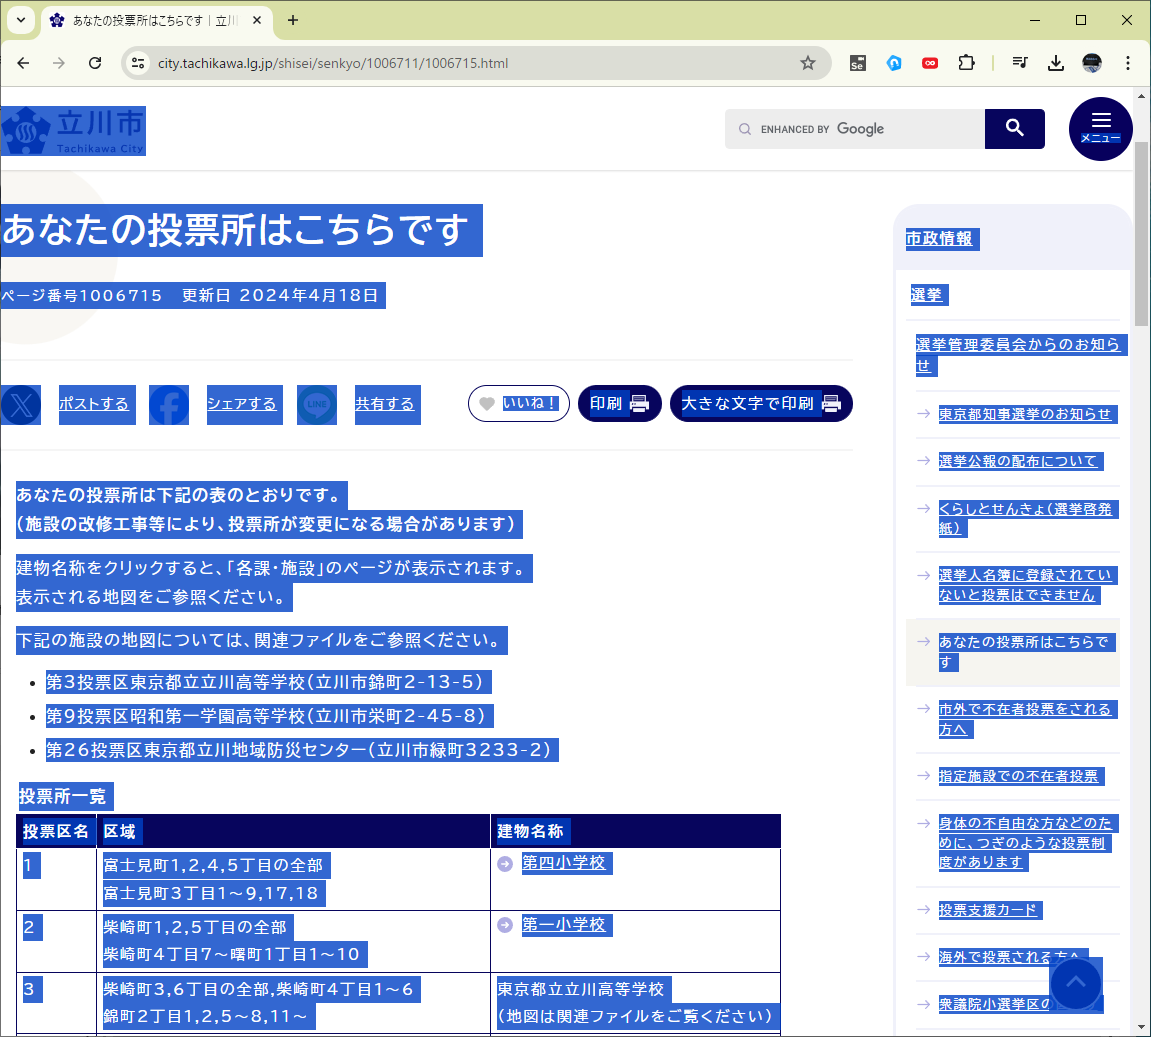 あなたの投票所はこちらです｜立川
city.tachikawa.lg.jp/shisei/senkyo/1006711/1006715.html
立川市
Tachikawa City
ENHANCED BY Google
メニュー
あなたの投票所はこちらです
ページ番号1006715　更新日 2024年4月18日
ポストする
シェアする
LINE
共有する
いいね！
印刷
大きな文字で印刷
あなたの投票所は下記の表のとおりです。
（施設の改修工事等により、投票所が変更になる場合があります）
建物名称をクリックすると、「各課・施設」のページが表示されます。
表示される地図をご参照ください。
下記の施設の地図については、関連ファイルをご参照ください。
• 第3投票区東京都立立川高等学校（立川市錦町2-13-5）
• 第9投票区昭和第一学園高等学校（立川市栄町2-45-8）
• 第26投票区東京都立川地域防災センター（立川市緑町3233-2）
投票所一覧
投票区名 区域 建物名称
1 富士見町1,2,4,5丁目の全部 第四小学校
富士見町3丁目1～9,17,18
2 柴崎町1,2,5丁目の全部 第一小学校
柴崎町4丁目7～曙町1丁目1～10
3 柴崎町3,6丁目の全部,柴崎町4丁目1～6 東京都立立川高等学校
錦町2丁目1,2,5～8,11～ （地図は関連ファイルをご覧ください）
市政情報
選挙
選挙管理委員会からのお知ら
せ
東京都知事選挙のお知らせ
選挙公報の配布について
くらしとせんきょ（選挙啓発
紙）
選挙人名簿に登録されてい
ないと投票はできません
あなたの投票所はこちらで
す
市外で不在者投票をされる
方へ
指定施設での不在者投票
身体の不自由な方などのた
めに、つぎのような投票制
度があります
投票支援カード
海外で投票される方へ
衆議院小選挙区の